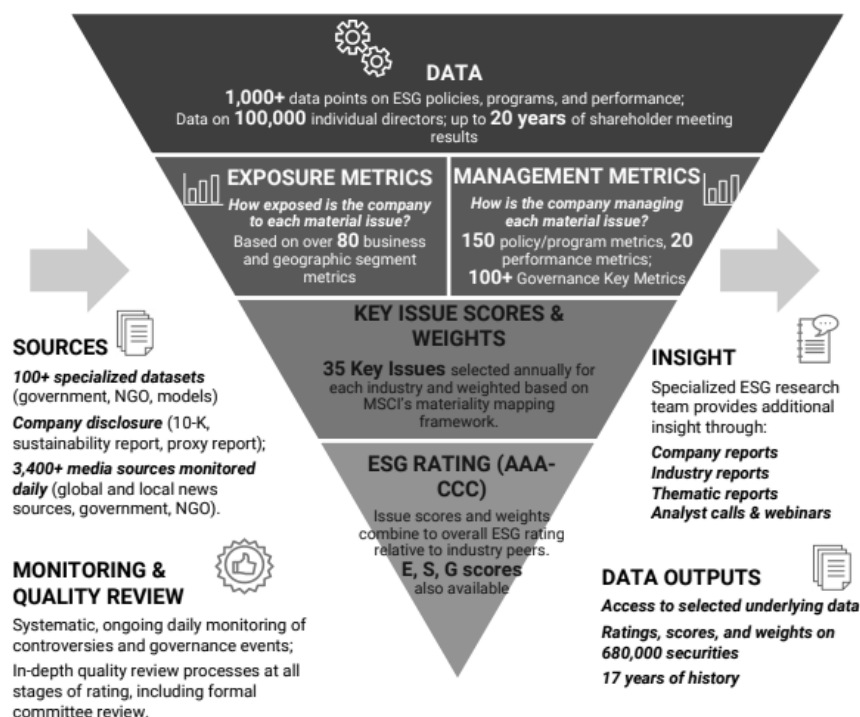 DATA
1,000+ data points on ESG policies, programs, and performance;
Data on 100,000 individual directors; up to 20 years of shareholder meeting
results
EXPOSURE METRICS
How exposed is the company
to each material issue?
Based on over 80 business
and geographic segment
metrics
MANAGEMENT METRICS
How is the company managing
each material issue?
150 policy/program metrics, 20
performance metrics;
100+ Governance Key Metrics
KEY ISSUE SCORES &
WEIGHTS
35 Key Issues selected annually for
each industry and weighted based on
MSCI's materiality mapping
framework.
ESG RATING (AAA-
CCC)
Issue scores and weights
combine to overall ESG rating
relative to industry peers.
E, S, G scores
also available
SOURCES
100+ specialized datasets
(government, NGO, models)
Company disclosure (10-K,
sustainability report, proxy report);
3,400+ media sources monitored
daily (global and local news
sources, government, NGO).
MONITORING &
QUALITY REVIEW
Systematic, ongoing daily monitoring of
controversies and governance events;
In-depth quality review processes at all
stages of rating, including formal
committee review.
INSIGHT
Specialized ESG research
team provides additional
insight through:
Company reports
Industry reports
Thematic reports
Analyst calls & webinars
DATA OUTPUTS
Access to selected underlying data
Ratings, scores, and weights on
680,000 securities
17 years of history